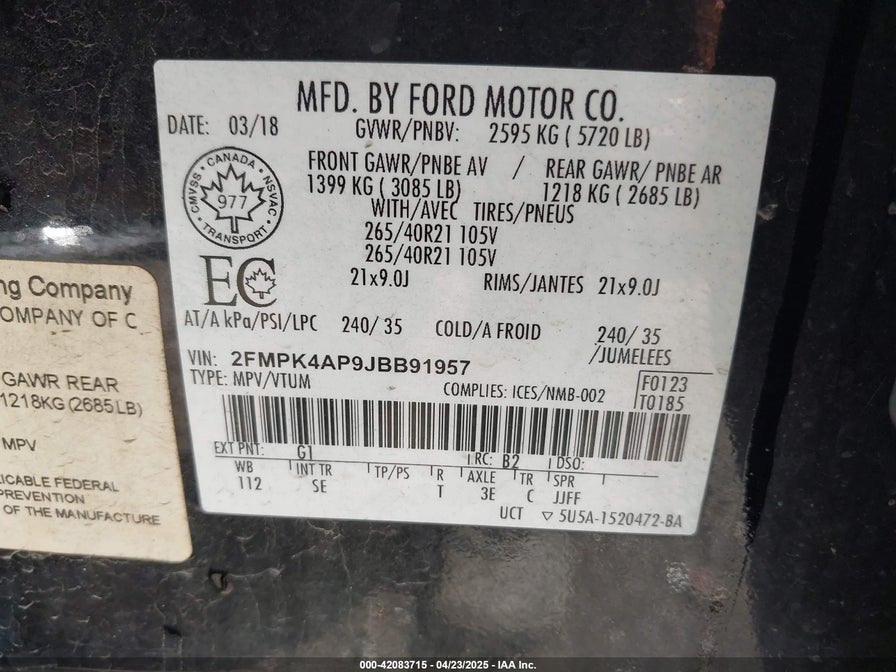 MFD. BY FORD MOTOR CO.
DATE: 03/18
GVWR/PNBV: 2595 KG ( 5720 LB)
FRONT GAWR/PNBE AV / REAR GAWR/ PNBE AR
1399 KG ( 3085 LB) 1218 KG ( 2685 LB)
WITH/AVEC TIRES/PNEUS
265/40R21 105V
265/40R21 105V
21x9.0J RIMS/JANTES 21x9.0J
CANADA
CMVSS NSVAC
977
TRANSPORT
EC
AT/A kPa/PSI/LPC 240/ 35 COLD/A FROID 240/ 35
/JUMELEES
VIN: 2FMPK4AP9JBB91957
TYPE: MPV/VTUM COMPLIES: ICES/NMB-002
F0123
T0185
EXT PNT: G1 RC: B2 DSO:
WB INT TR TP/PS R AXLE TR SPR
112 SE T 3E C JJFF
UCT ▽ 5U5A-1520472-BA
ng Company
OMPANY OF C
GAWR REAR
1218KG (2685LB)
MPV
ICABLE FEDERAL
PREVENTION
OF THE MANUFACTURE
000-42083715 - 04/23/2025 - IAA Inc.